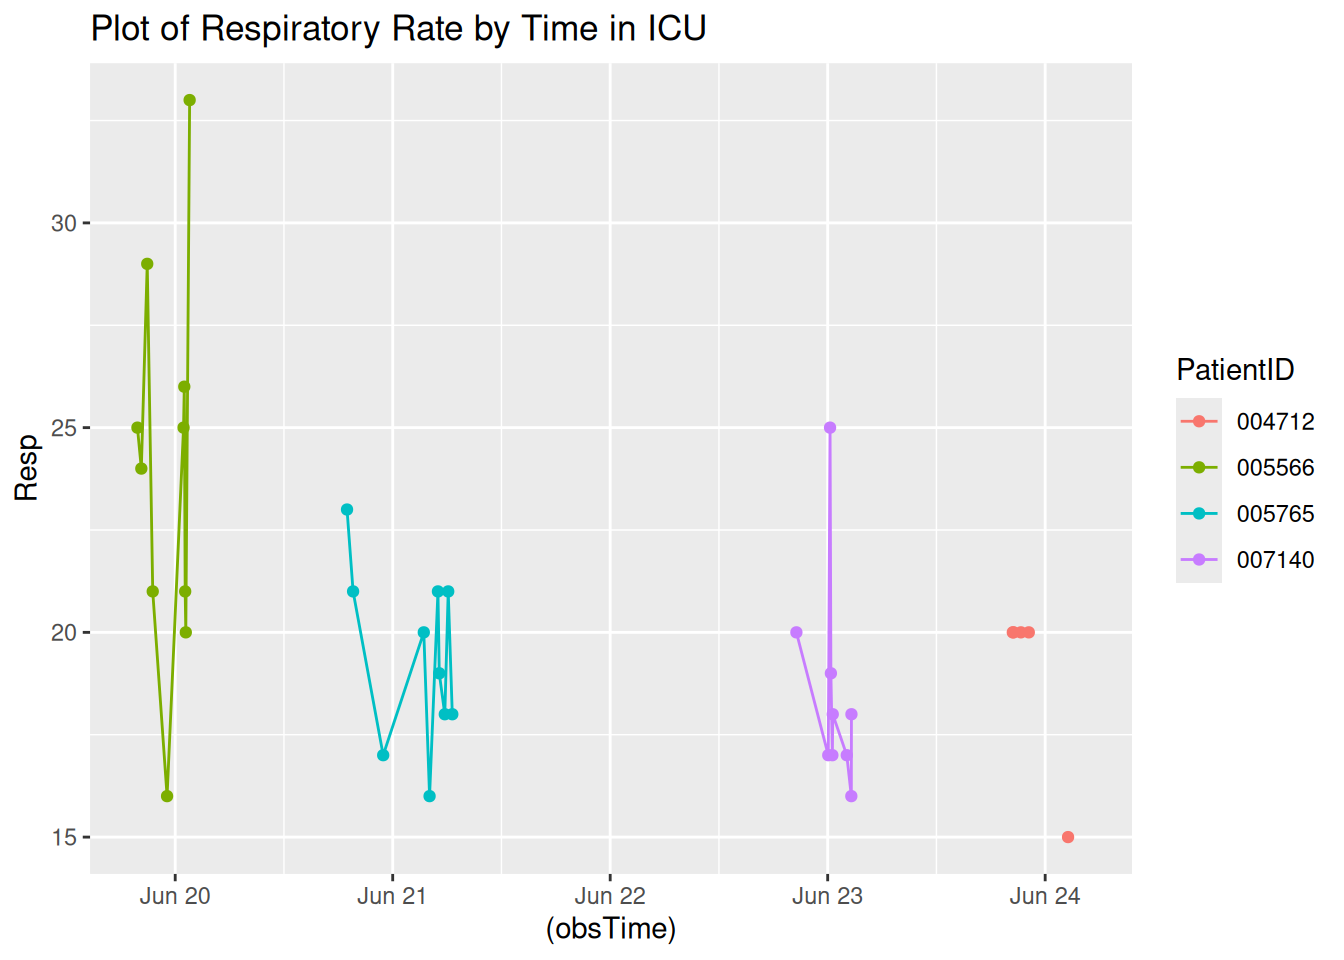 Plot of Respiratory Rate by Time in ICU
Resp
30
25
20
15
Jun 20 Jun 21 Jun 22 Jun 23 Jun 24
(obsTime)
PatientID
004712
005566
005765
007140